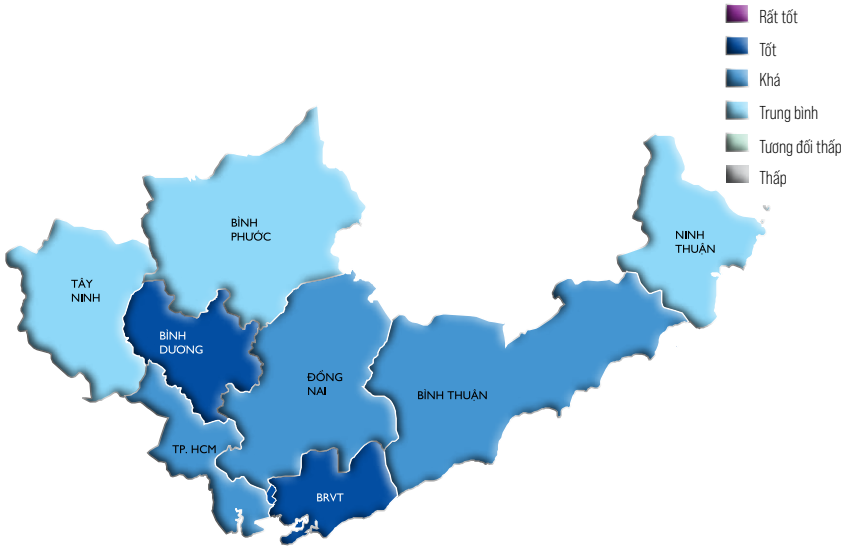 Rất tốt
Tốt
Khá
Trung bình
Tương đối thấp
Thấp
BÌNH
PHƯỚC
NINH
THUẬN
TÂY
NINH
BÌNH
DƯƠNG
ĐỒNG
NAI
BÌNH THUẬN
TP. HCM
BRVT